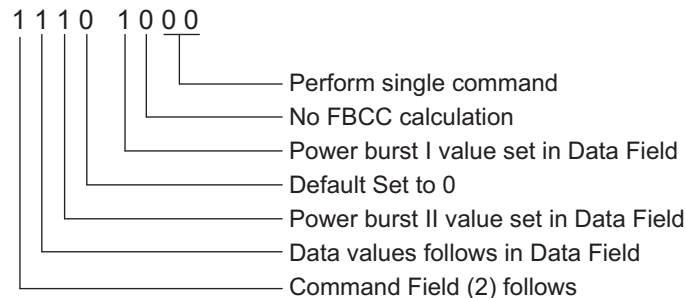 1 1 1 0 1 0 0 0
Perform single command
No FBCC calculation
Power burst I value set in Data Field
Default Set to 0
Power burst II value set in Data Field
Data values follows in Data Field
Command Field (2) follows